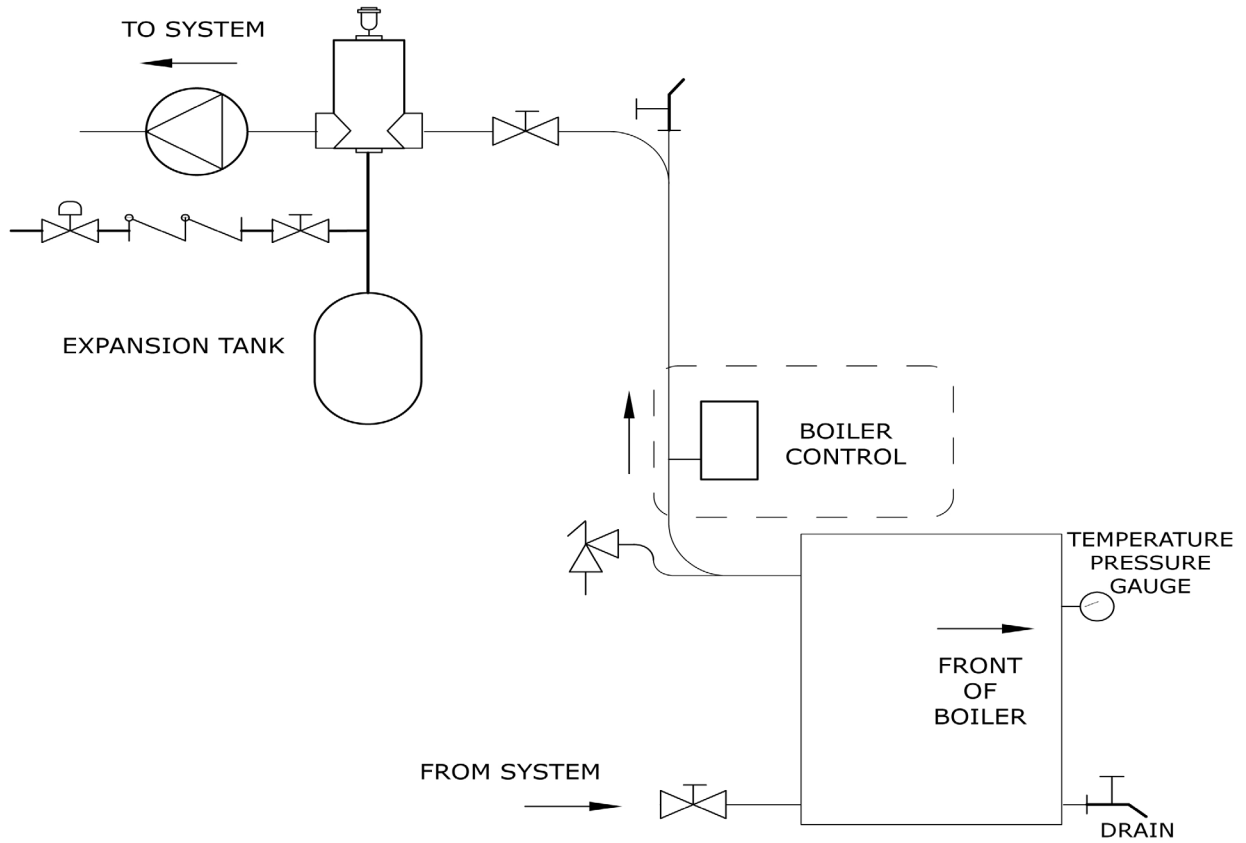 TO SYSTEM
EXPANSION TANK
BOILER
CONTROL
TEMPERATURE
PRESSURE
GAUGE
FRONT
OF
BOILER
FROM SYSTEM
DRAIN